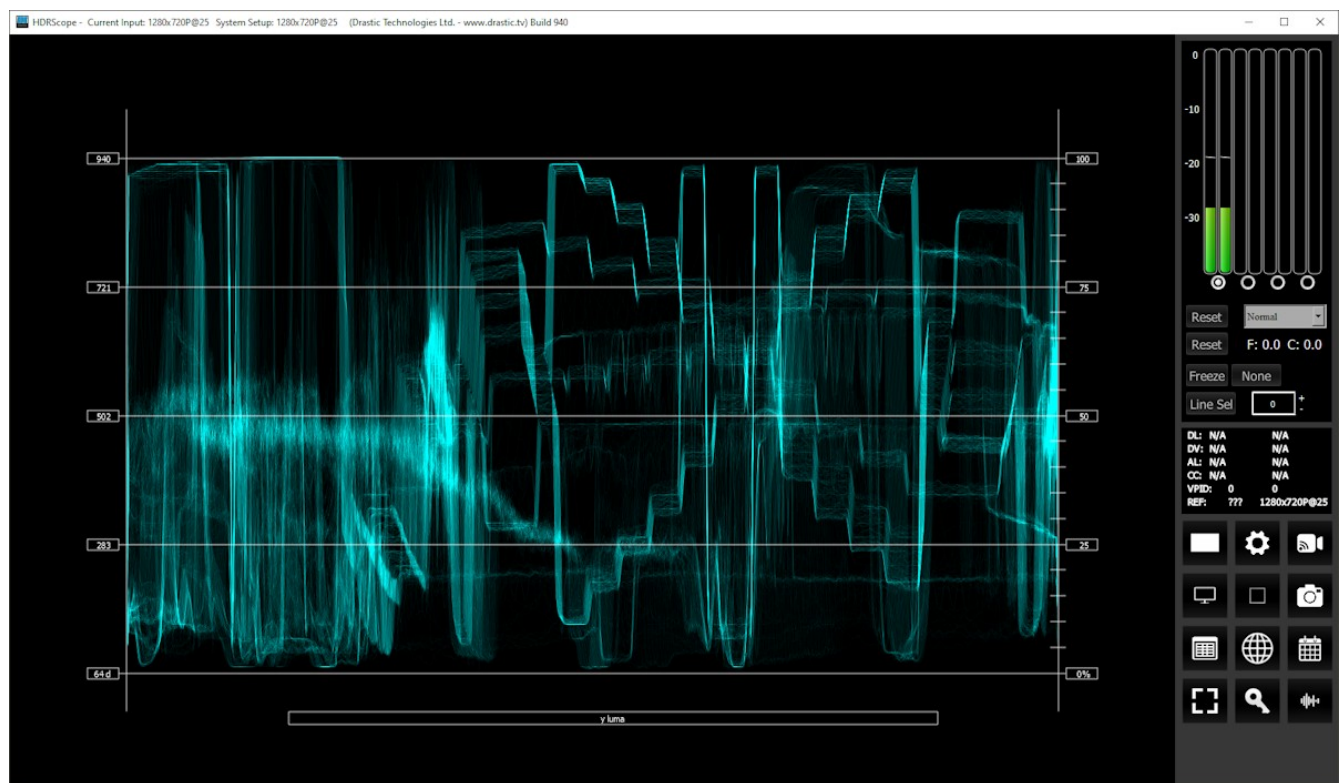 HDRScope - Current Input: 1280x720P@25 System Setup: 1280x720P@25 (Drastic Technologies Ltd. - www.drastic.tv) Build 940
0
-10
-20
-30
940
100
721
75
502
50
283
25
64d
0%
y luma
Reset Normal
Reset F: 0.0 C: 0.0
Freeze None
Line Sel 0 + -
DL: N/A N/A
DV: N/A N/A
AL: N/A N/A
CC: N/A N/A
VPID: 0 0
REF: ??? 1280x720P@25